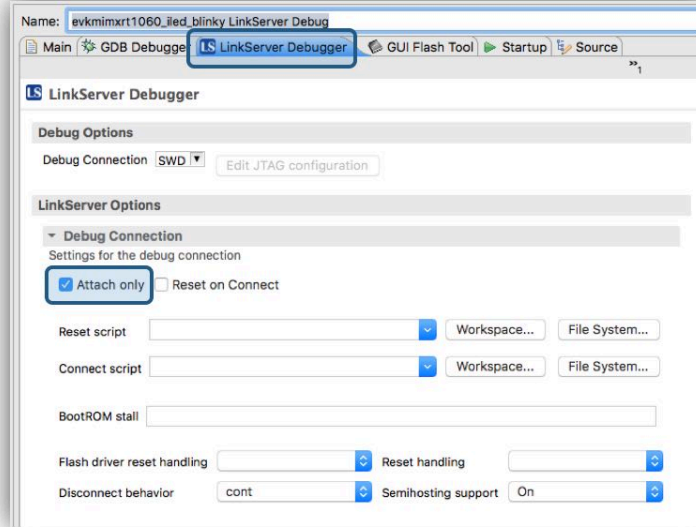 Name: evkmimxrt1060_iled_blinky LinkServer Debug
Main GDB Debugger LS LinkServer Debugger GUI Flash Tool Startup Source
»1
LS LinkServer Debugger
Debug Options
Debug Connection SWD Edit JTAG configuration
LinkServer Options
Debug Connection
Settings for the debug connection
Attach only Reset on Connect
Reset script Workspace... File System...
Connect script Workspace... File System...
BootROM stall
Flash driver reset handling Reset handling
Disconnect behavior cont Semihosting support On